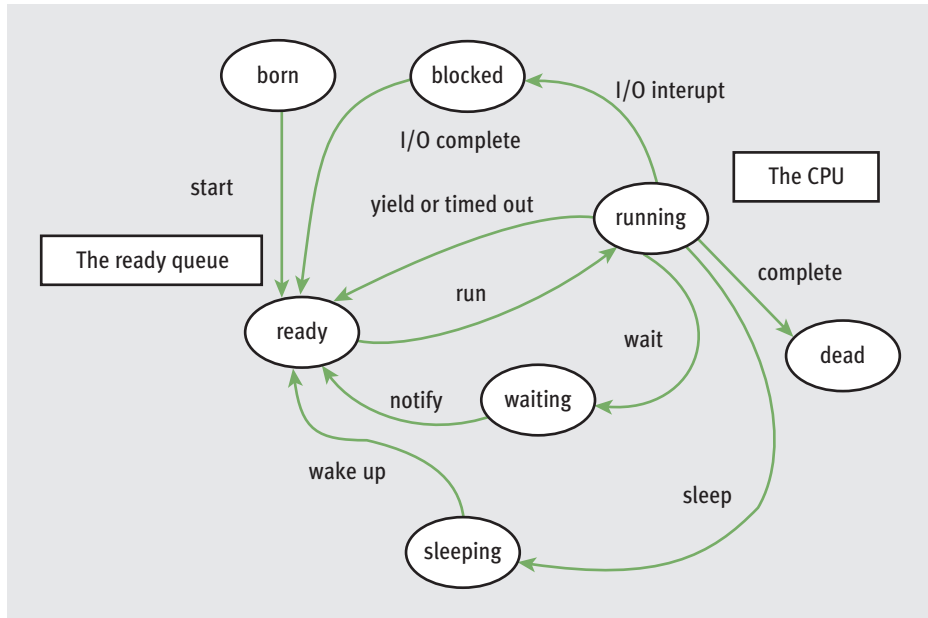 born
blocked
I/O interupt
I/O complete
The CPU
start
yield or timed out
running
The ready queue
run
complete
ready
wait
dead
notify
waiting
wake up
sleep
sleeping